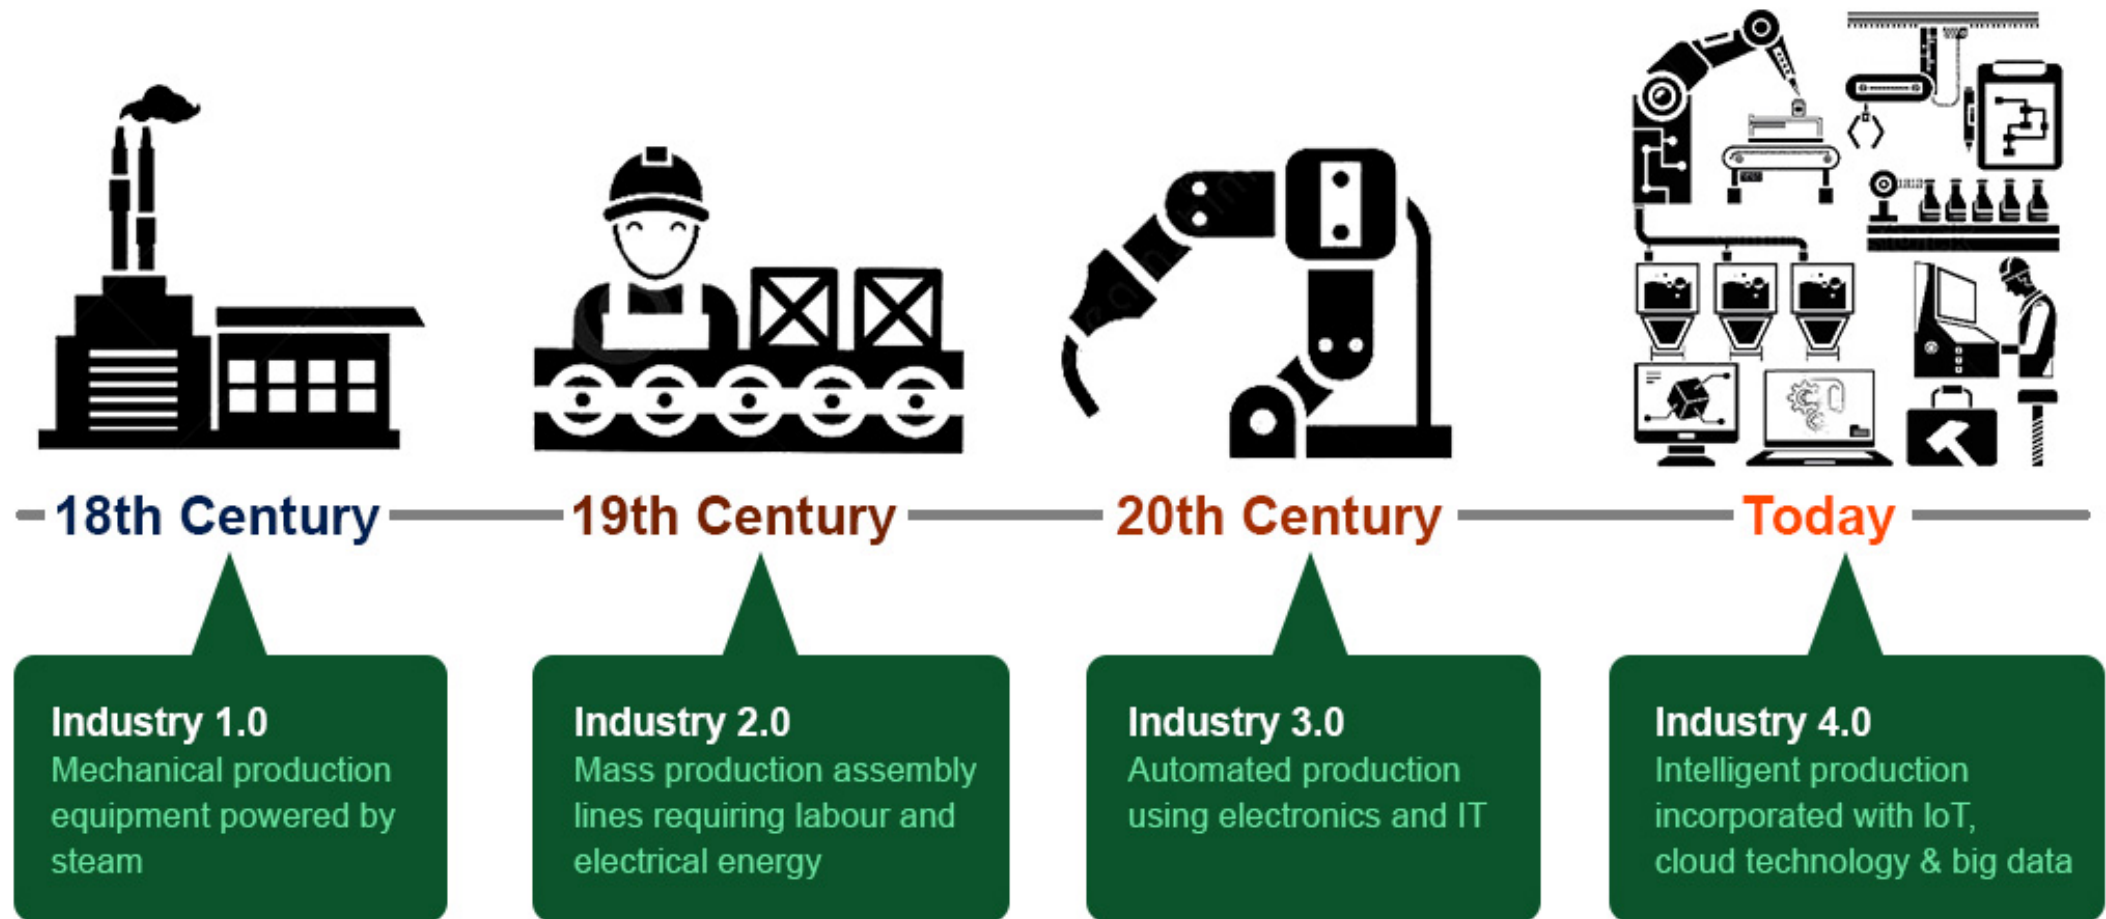 18th Century
19th Century
20th Century
Today
Industry 1.0
Mechanical production
equipment powered by
steam
Industry 2.0
Mass production assembly
lines requiring labour and
electrical energy
Industry 3.0
Automated production
using electronics and IT
Industry 4.0
Intelligent production
incorporated with IoT,
cloud technology & big data